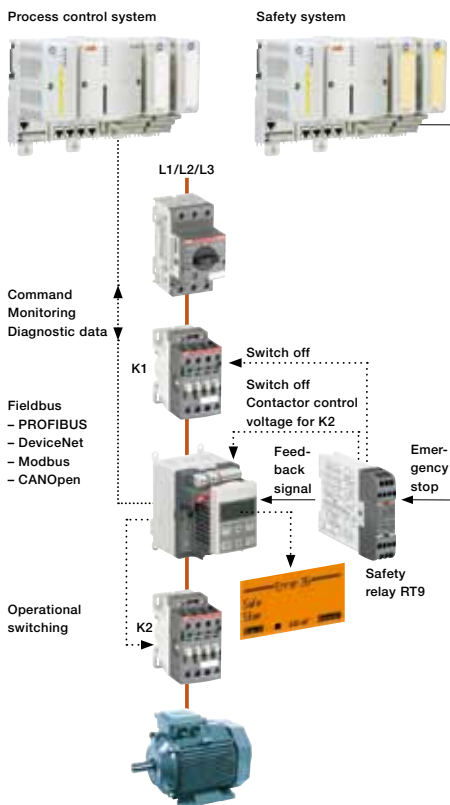 Process control system
Safety system
L1/L2/L3
Command
Monitoring
Diagnostic data
K1
Switch off
Switch off
Contactor control
voltage for K2
Fieldbus
– PROFIBUS
– DeviceNet
– Modbus
– CANOpen
Feed-
back
signal
Emer-
gency
stop
Safety
relay RT9
Operational
switching
K2